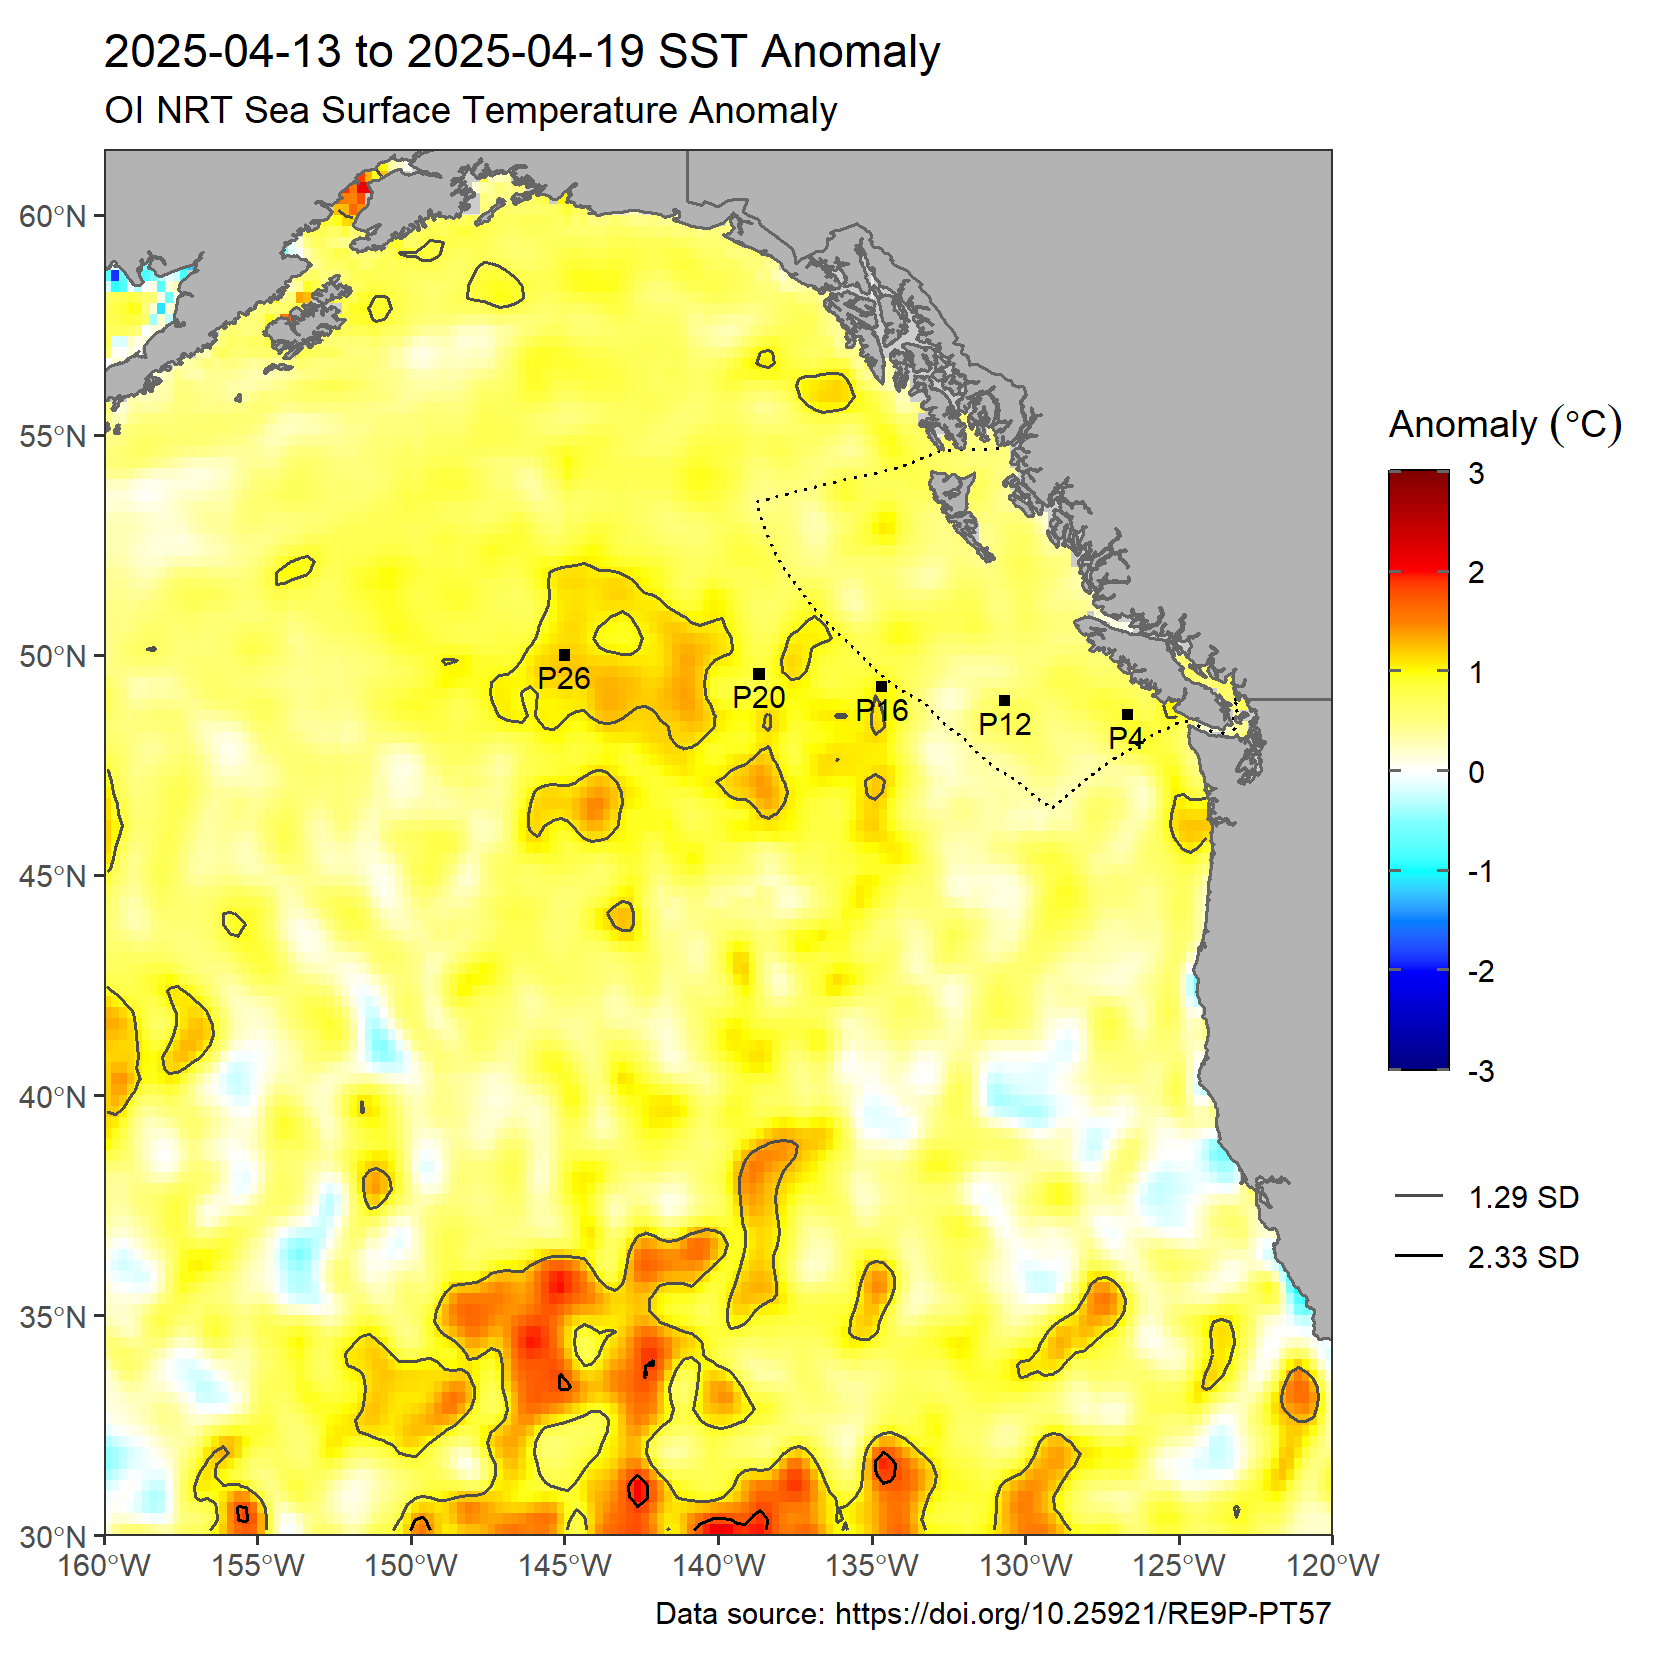 2025-04-13 to 2025-04-19 SST Anomaly
OI NRT Sea Surface Temperature Anomaly
60°N
55°N
50°N
45°N
40°N
35°N
30°N
P26
P20
P16
P12
P4
160°W
155°W
150°W
145°W
140°W
135°W
130°W
125°W
120°W
Anomaly (°C)
3
2
1
0
-1
-2
-3
1.29 SD
2.33 SD
Data source: https://doi.org/10.25921/RE9P-PT57